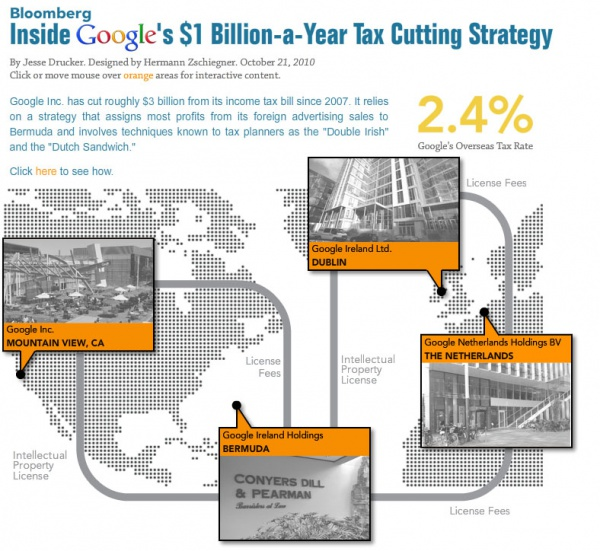 Bloomberg
Inside Google's $1 Billion-a-Year Tax Cutting Strategy
By Jesse Drucker. Designed by Hermann Zschiegner. October 21, 2010
Click or move mouse over orange areas for interactive content.
Google Inc. has cut roughly $3 billion from its income tax bill since 2007. It relies
on a strategy that assigns most profits from its foreign advertising sales to
Bermuda and involves techniques known to tax planners as the "Double Irish"
and the "Dutch Sandwich."
Click here to see how.
2.4%
Google's Overseas Tax Rate
License Fees
Google Ireland Ltd.
DUBLIN
Google Inc.
MOUNTAIN VIEW, CA
Google Netherlands Holdings BV
THE NETHERLANDS
License
Fees
Intellectual
Property
License
Google Ireland Holdings
BERMUDA
CONYERS DILL
& PEARMAN
Barristers at Law
Intellectual
Property
License
License Fees